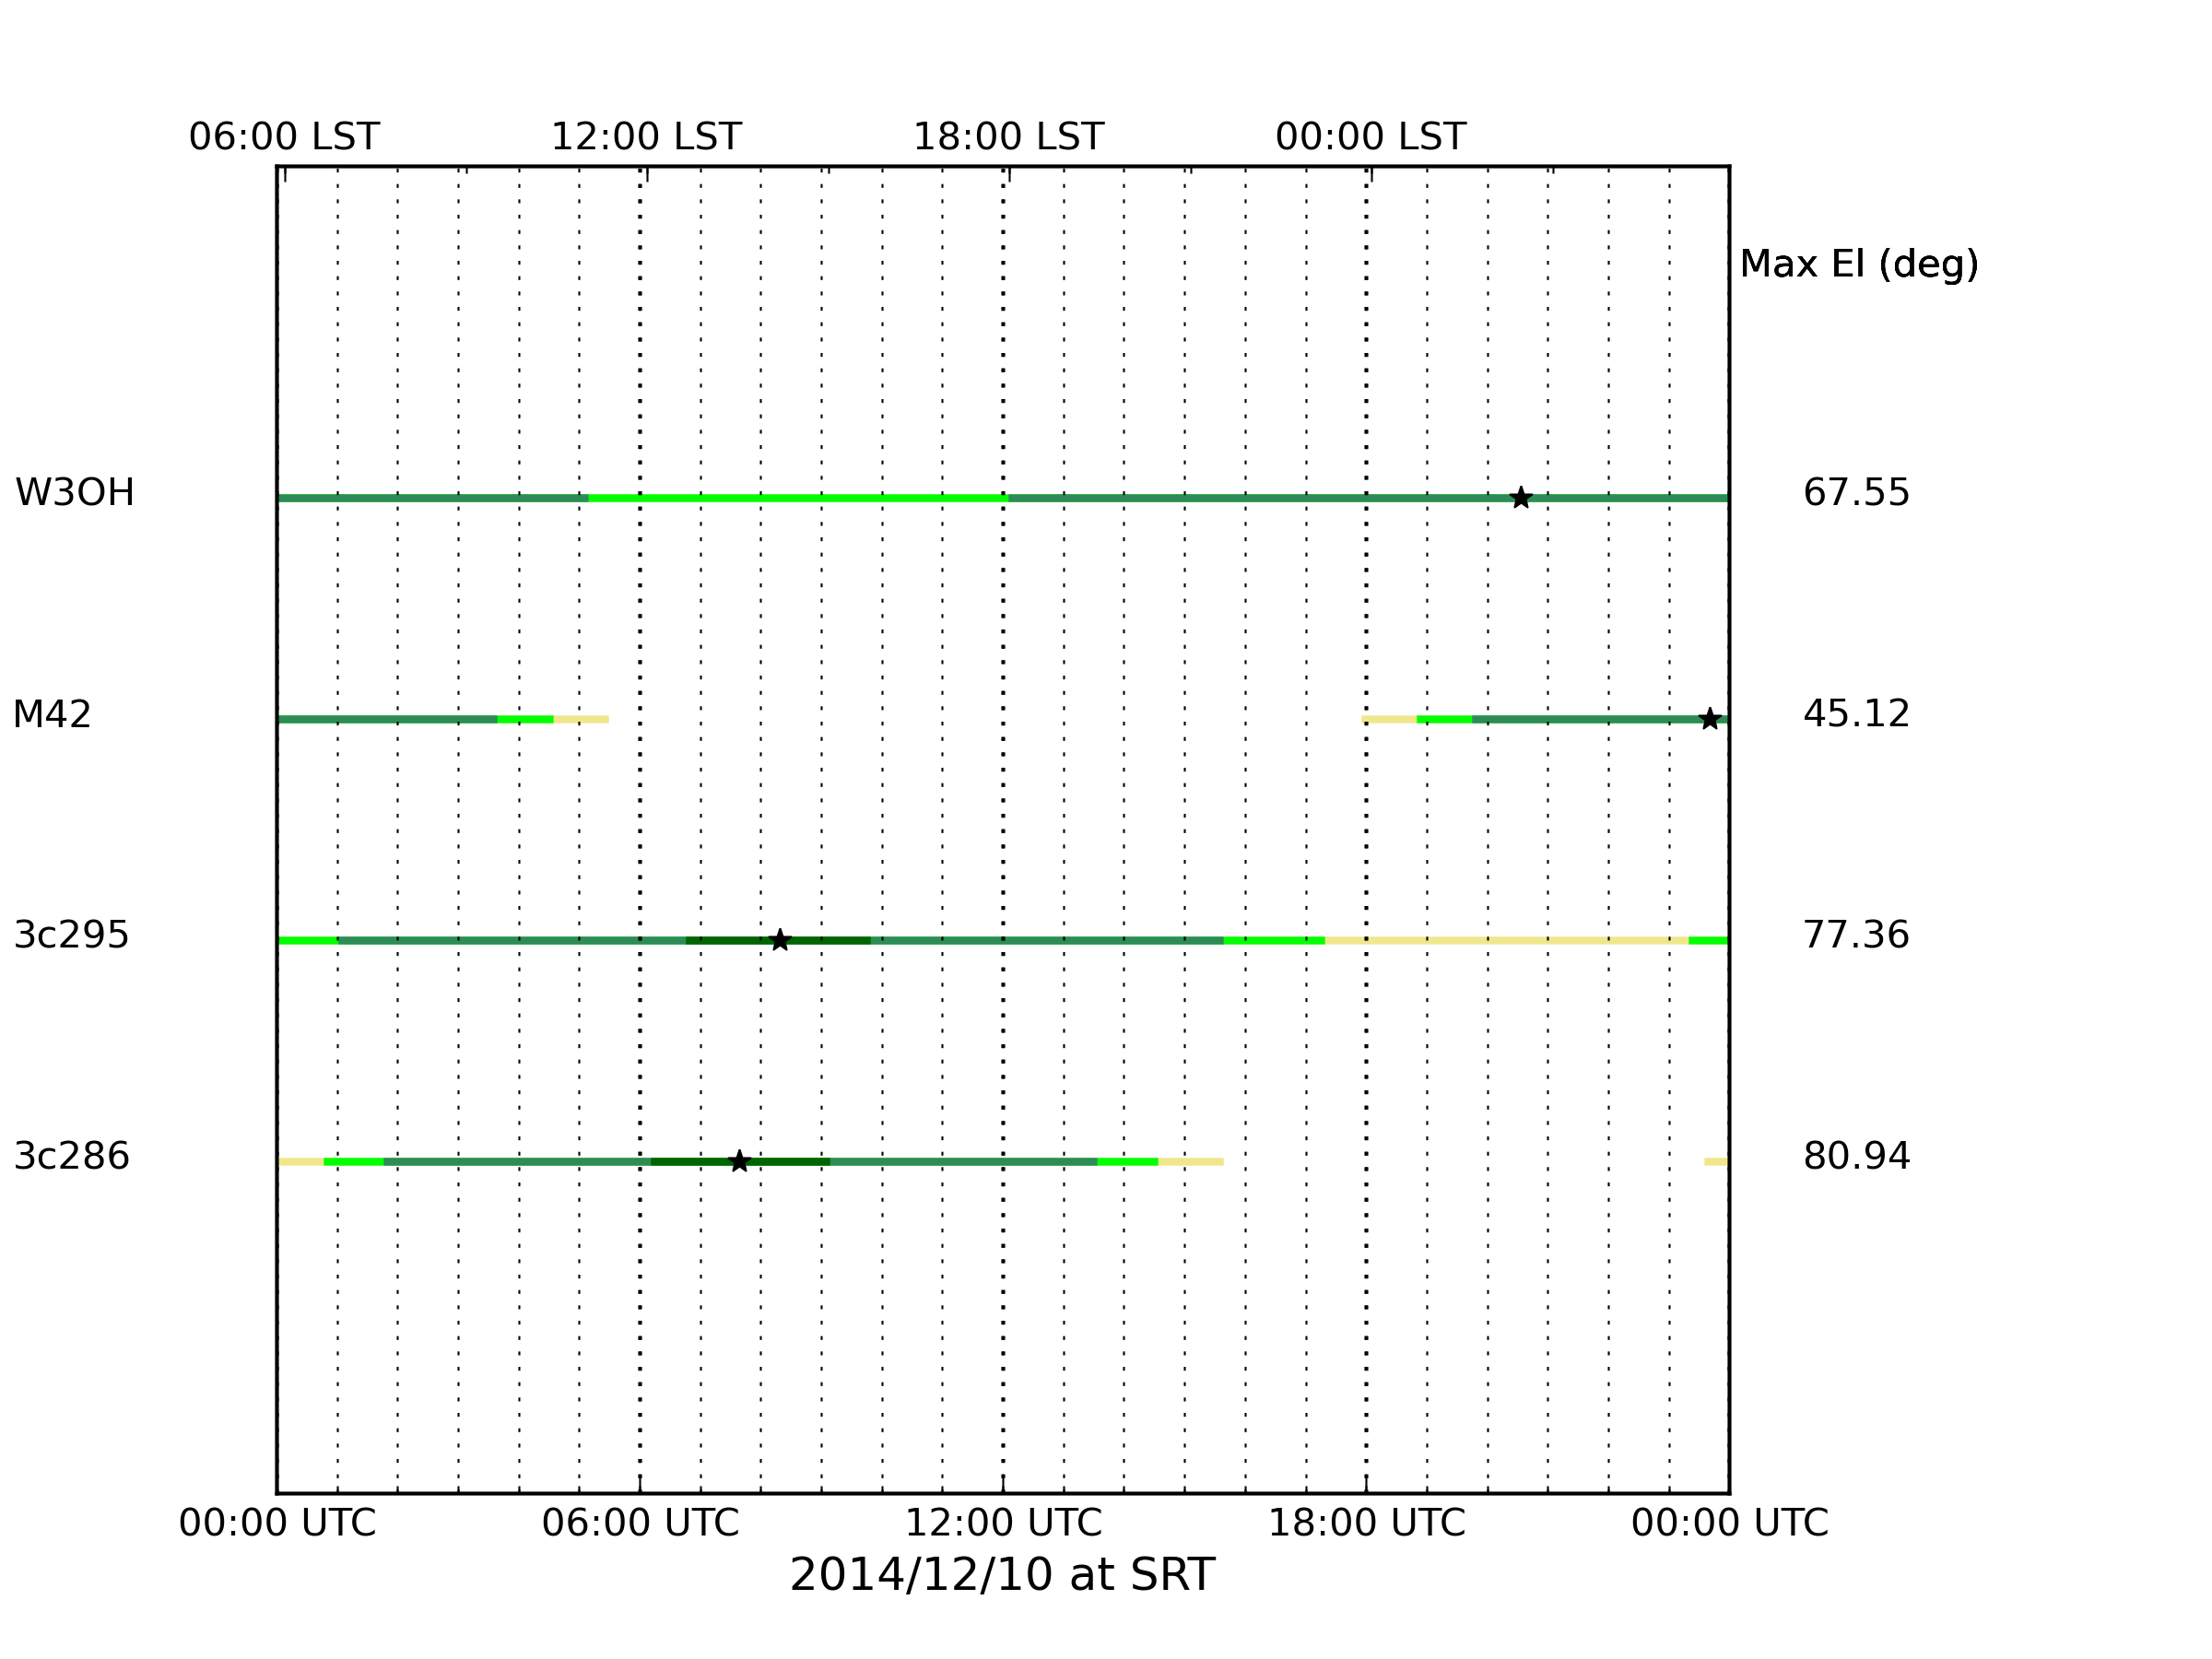 06:00 LST 12:00 LST 18:00 LST 00:00 LST
Max El (deg)
W3OH 67.55
M42 45.12
3c295 77.36
3c286 80.94
00:00 UTC 06:00 UTC 12:00 UTC 18:00 UTC 00:00 UTC
2014/12/10 at SRT